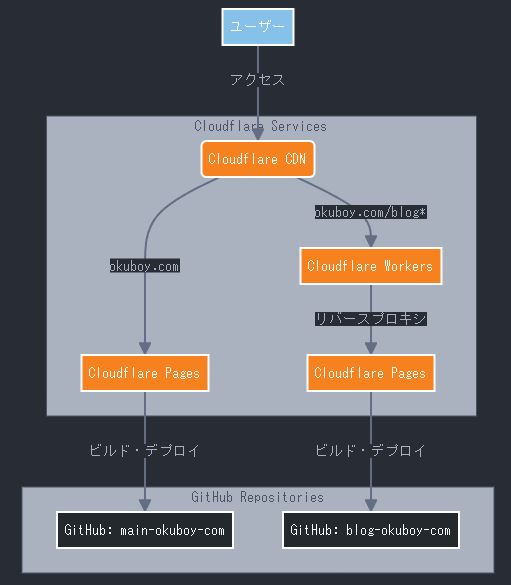 ユーザー
アクセス
Cloudflare Services
Cloudflare CDN
okuboy.com/blog*
okuboy.com
Cloudflare Workers
リバースプロキシ
Cloudflare Pages
Cloudflare Pages
ビルド・デプロイ
ビルド・デプロイ
GitHub Repositories
GitHub: main-okuboy-com
GitHub: blog-okuboy-com